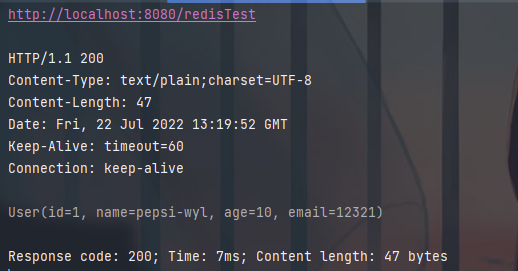 http://localhost:8080/redisTest
HTTP/1.1 200
Content-Type: text/plain;charset=UTF-8
Content-Length: 47
Date: Fri, 22 Jul 2022 13:19:52 GMT
Keep-Alive: timeout=60
Connection: keep-alive
User(id=1, name=pepsi-wyl, age=10, email=12321)
Response code: 200; Time: 7ms; Content length: 47 bytes